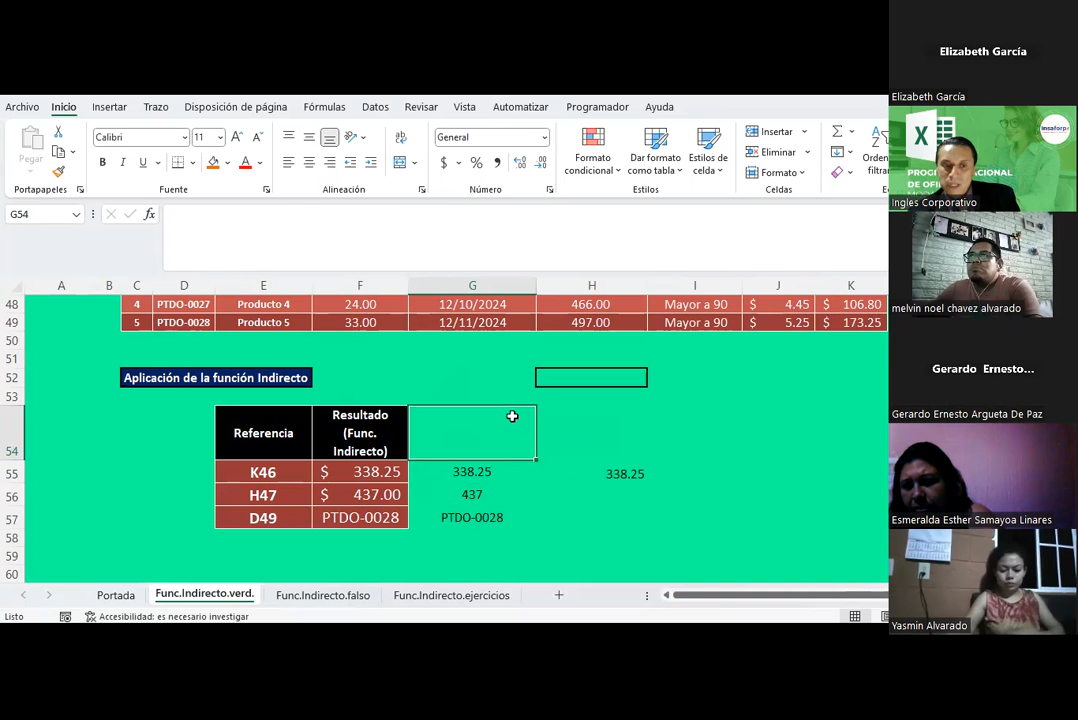 Elizabeth García
Elizabeth García
Archivo Inicio Insertar Trazo Disposición de página Fórmulas Datos Revisar Vista Automatizar Programador Ayuda
insaforp
Pegar
Calibri 11
General
$ % 9
Formato condicional
Dar formato como tabla
Estilos de celda
Insertar
Eliminar
Formato
Portapapeles Fuente Alineación Número Estilos Celdas
Ingles Corporativo
G54 fx
A B C D E F G H I J K
48 4 PTDO-0027 Producto 4 24.00 12/10/2024 466.00 Mayor a 90 $ 4.45 $ 106.80
49 5 PTDO-0028 Producto 5 33.00 12/11/2024 497.00 Mayor a 90 $ 5.25 $ 173.25
melvin noel chavez alvarado
50
51
52 Aplicación de la función Indirecto
Gerardo Ernesto...
53
Gerardo Ernesto Argueta De Paz
54 Referencia Resultado (Func. Indirecto)
55 K46 $ 338.25 338.25 338.25
56 H47 $ 437.00 437
57 D49 PTDO-0028 PTDO-0028
Esmeralda Esther Samayoa Linares
58
59
60
Portada Func.Indirecto.verd. Func.Indirecto.falso Func.Indirecto.ejercicios
Listo Accesibilidad: es necesario investigar
Yasmin Alvarado